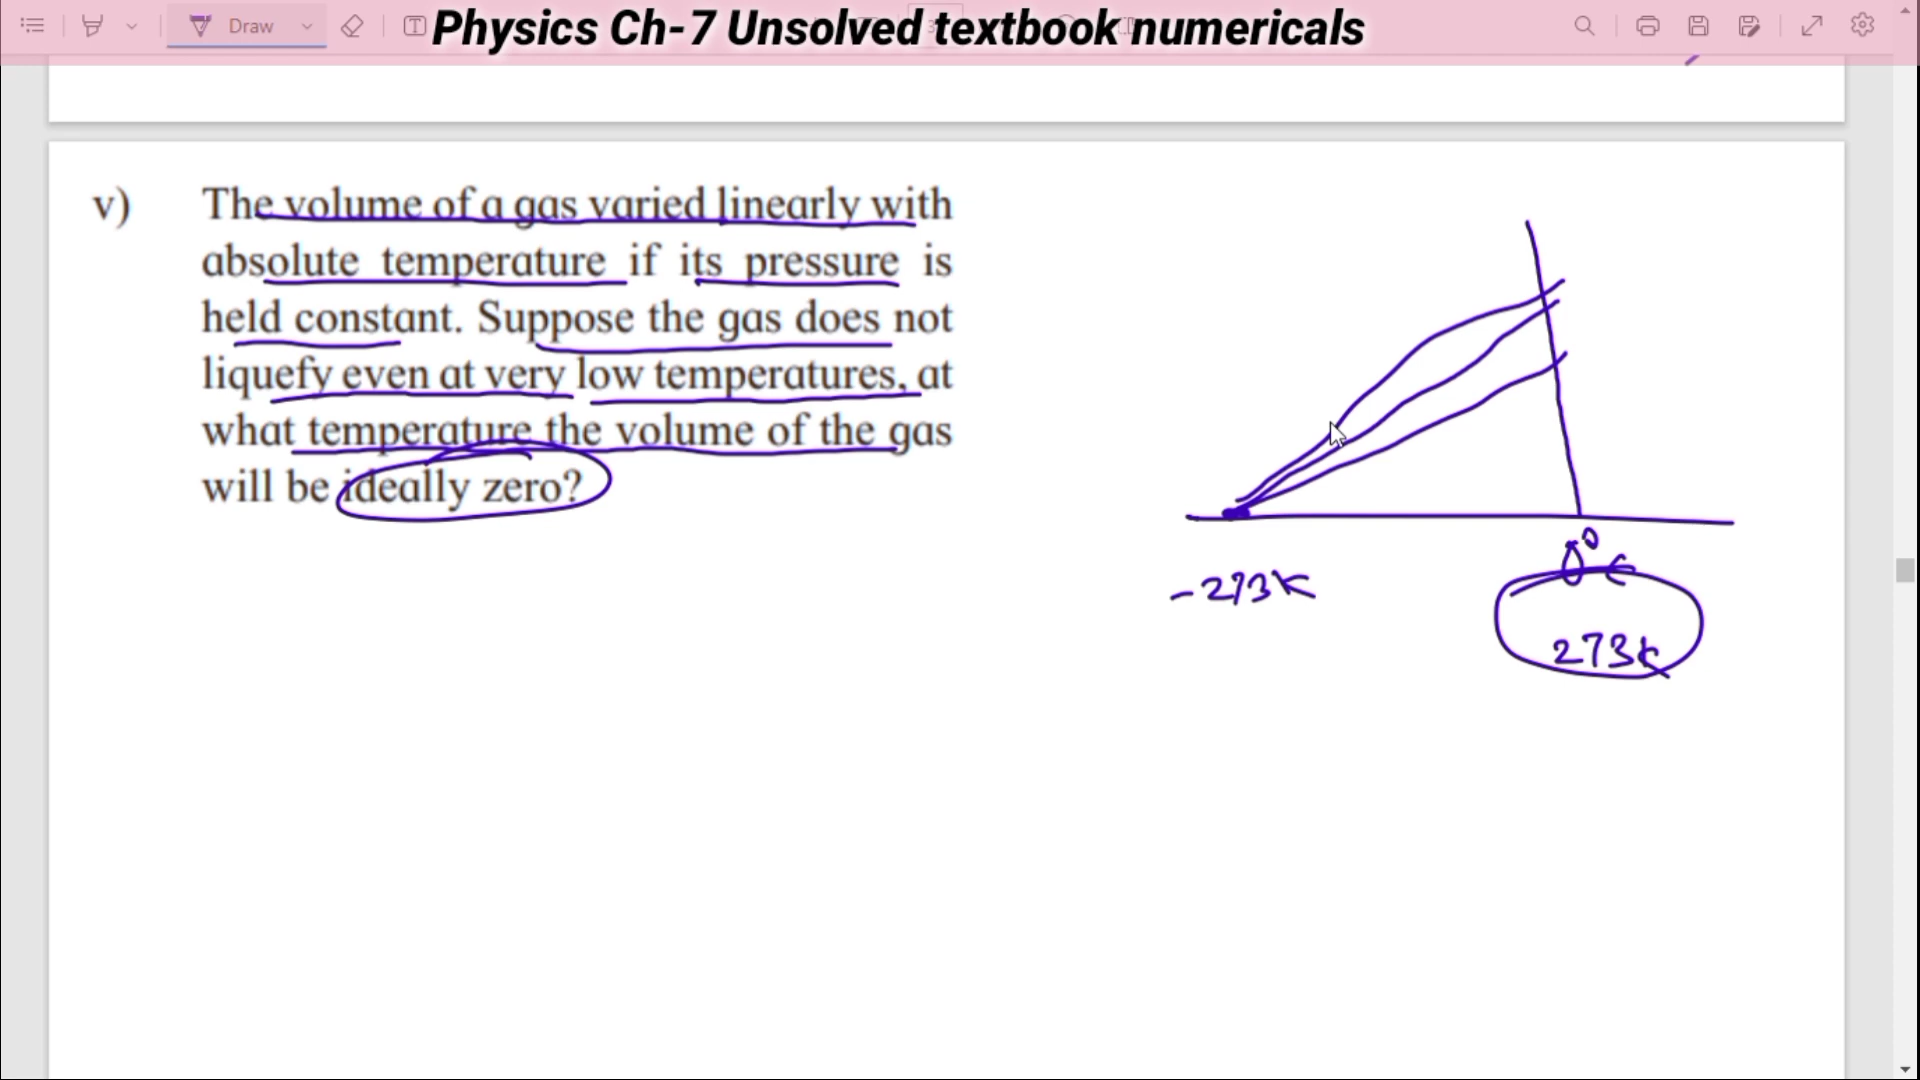 Draw
Physics Ch-7 Unsolved textbook numericals
v) The volume of a gas varied linearly with
absolute temperature if its pressure is
held constant. Suppose the gas does not
liquefy even at very low temperatures, at
what temperature the volume of the gas
will be ideally zero?
0°c
-273K
273K